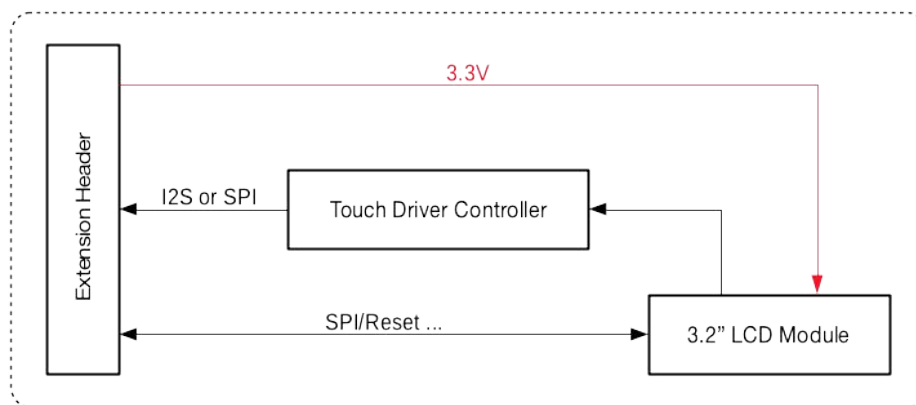 3.3V
Extension Header
I2S or SPI
Touch Driver Controller
SPI/Reset ...
3.2” LCD Module